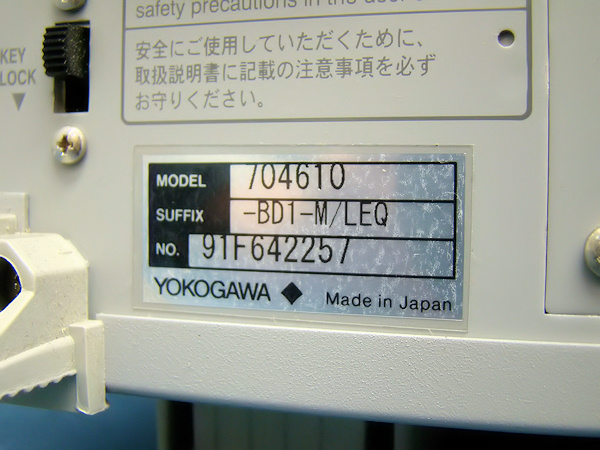 safety precautions in the user's
安全にご使用していただくために、
取扱説明書に記載の注意事項を必ず
お守りください。
KEY
LOCK
▼
MODEL 704610
SUFFIX -BD1-M/LEQ
NO. 91F642257
YOKOGAWA ◆ Made in Japan